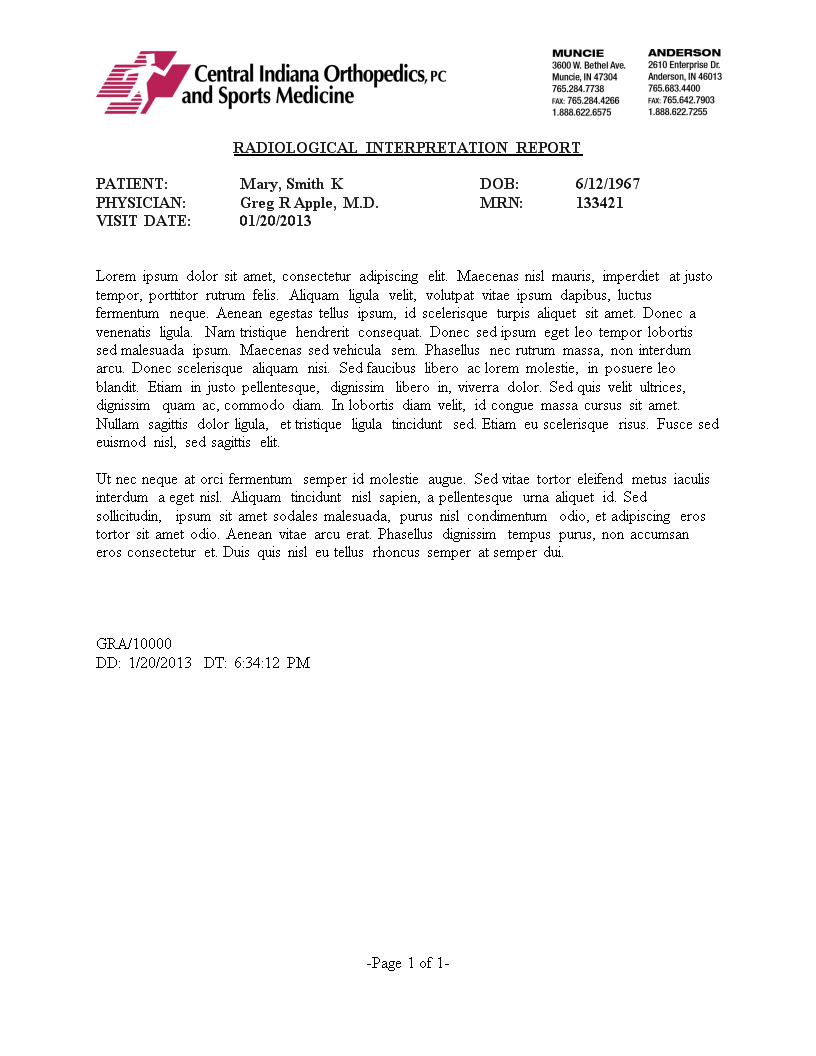 Central Indiana Orthopedics, PC
and Sports Medicine
MUNCIE
3600 W. Bethel Ave.
Muncie, IN 47304
765.284.7738
FAX: 765.284.4266
1.888.622.6575
ANDERSON
2610 Enterprise Dr.
Anderson, IN 46013
765.683.4400
FAX: 765.642.7903
1.888.622.7255
RADIOLOGICAL INTERPRETATION REPORT
PATIENT: Mary, Smith K DOB: 6/12/1967
PHYSICIAN: Greg R Apple, M.D. MRN: 133421
VISIT DATE: 01/20/2013
Lorem ipsum dolor sit amet, consectetur adipiscing elit. Maecenas nisl mauris, imperdiet at justo
tempor, porttitor rutrum felis. Aliquam ligula velit, volutpat vitae ipsum dapibus, luctus
fermentum neque. Aenean egestas tellus ipsum, id scelerisque turpis aliquet sit amet. Donec a
venenatis ligula. Nam tristique hendrerit consequat. Donec sed ipsum eget leo tempor lobortis
sed malesuada ipsum. Maecenas sed vehicula sem. Phasellus nec rutrum massa, non interdum
arcu. Donec scelerisque aliquam nisi. Sed faucibus libero ac lorem molestie, in posuere leo
blandit. Etiam in justo pellentesque, dignissim libero in, viverra dolor. Sed quis velit ultrices,
dignissim quam ac, commodo diam. In lobortis diam velit, id congue massa cursus sit amet.
Nullam sagittis dolor ligula, et tristique ligula tincidunt sed. Etiam eu scelerisque risus. Fusce sed
euismod nisl, sed sagittis elit.
Ut nec neque at orci fermentum semper id molestie augue. Sed vitae tortor eleifend metus iaculis
interdum a eget nisl. Aliquam tincidunt nisl sapien, a pellentesque urna aliquet id. Sed
sollicitudin, ipsum sit amet sodales malesuada, purus nisl condimentum odio, et adipiscing eros
tortor sit amet odio. Aenean vitae arcu erat. Phasellus dignissim tempus purus, non accumsan
eros consectetur et. Duis quis nisl eu tellus rhoncus semper at semper dui.
GRA/10000
DD: 1/20/2013 DT: 6:34:12 PM
-Page 1 of 1-